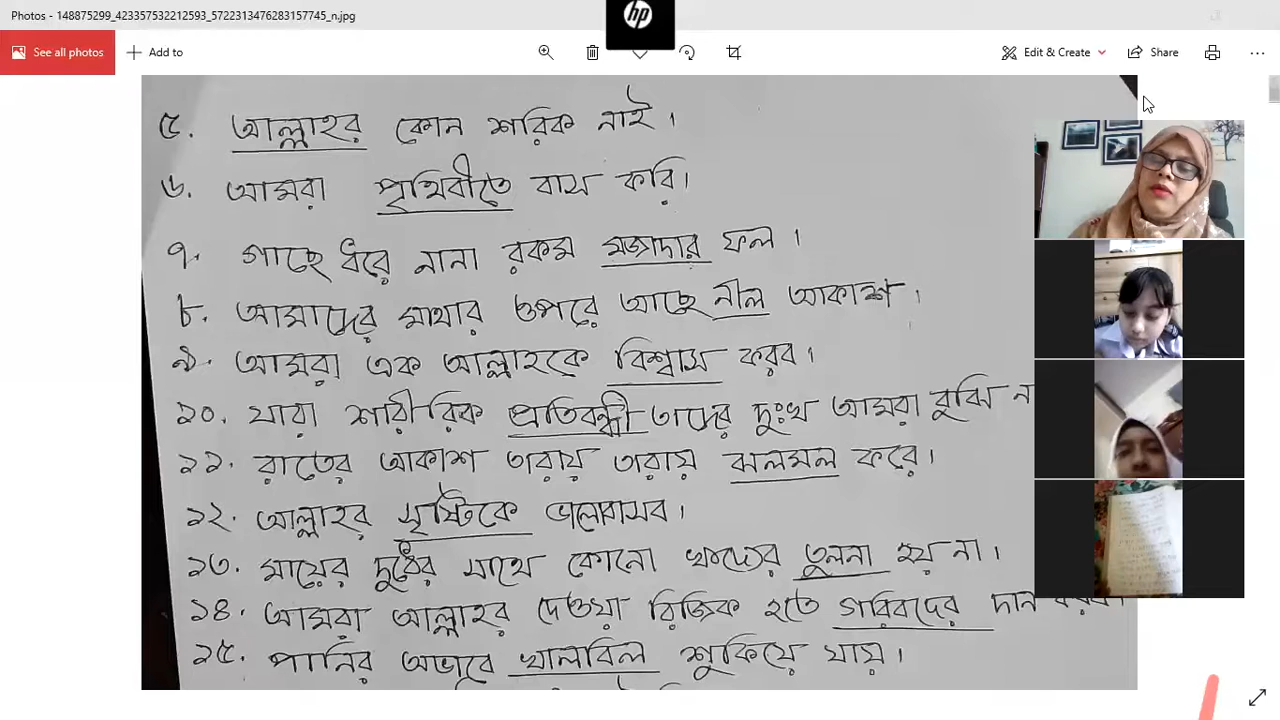 Photos - 148875299_423357532212593_5722313476283157745_n.jpg
hp
See all photos
Add to
Edit & Create
Share
৫. আল্লাহর কোন শরিক নাই।
৬. আমরা পৃথিবীতে বাস করি।
৭. গাছে ধরে নানা রকম মজাদার ফল।
৮. আমাদের মাথার ওপরে আছে নীল আকাশ।
৯. আমরা এক আল্লাহকে বিশ্বাস করব।
১০. যারা শারীরিক প্রতিবন্ধী তাদের দুঃখ আমরা বুঝি
১১. রাতের আকাশ তারায় তারায় ঝলমল করে।
১২. আল্লাহর সৃষ্টিকে ভালোবাসব।
১৩. মায়ের দুধের সাথে কোনো খাদ্যের তুলনা হয় না।
১৪. আমরা আল্লাহর দেওয়া রিজিক হতে গরিবদের দান
১৫. পানির অভাবে খালবিল শুকিয়ে যায়।